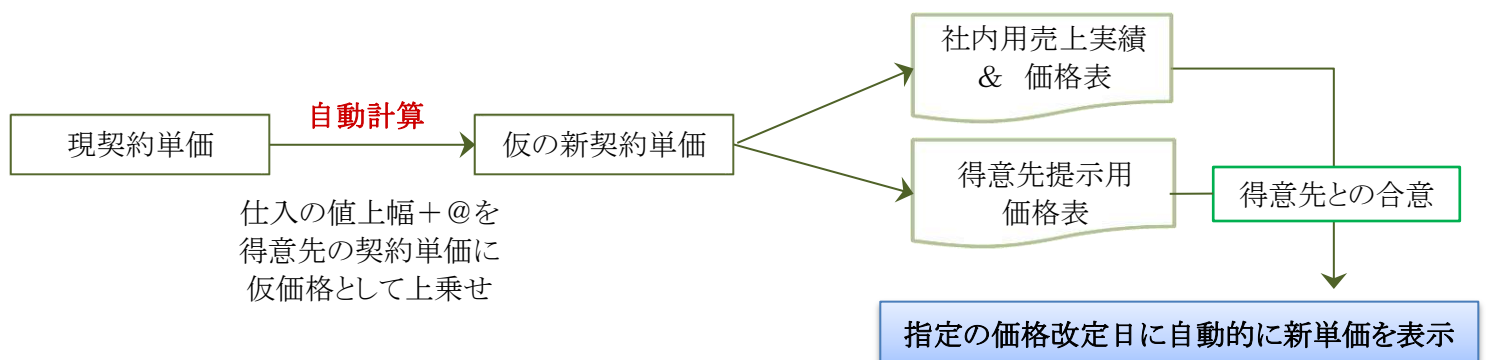 現契約単価
自動計算
仕入の値上幅＋＠を
得意先の契約単価に
仮価格として上乗せ
仮の新契約単価
社内用売上実績
＆　価格表
得意先提示用
価格表
得意先との合意
指定の価格改定日に自動的に新単価を表示